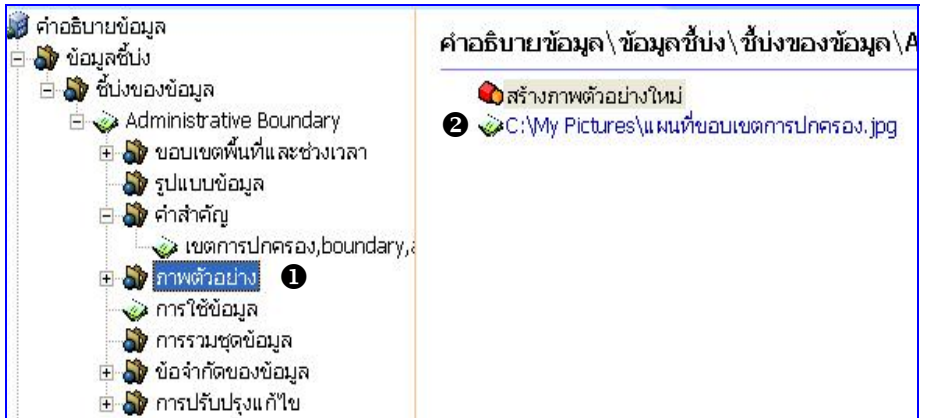 คำอธิบายข้อมูล
ข้อมูลชี้บ่ง
ชี้บ่งของข้อมูล
Administrative Boundary
ขอบเขตพื้นที่และช่วงเวลา
รูปแบบข้อมูล
คำสำคัญ
เขตการปกครอง,boundary,
ภาพตัวอย่าง ❶
การใช้ข้อมูล
การรวมชุดข้อมูล
ข้อจำกัดของข้อมูล
การปรับปรุงแก้ไข
คำอธิบายข้อมูล\ข้อมูลชี้บ่ง\ชี้บ่งของข้อมูล\A
สร้างภาพตัวอย่างใหม่
❷ C:\My Pictures\แผนที่ขอบเขตการปกครอง.jpg